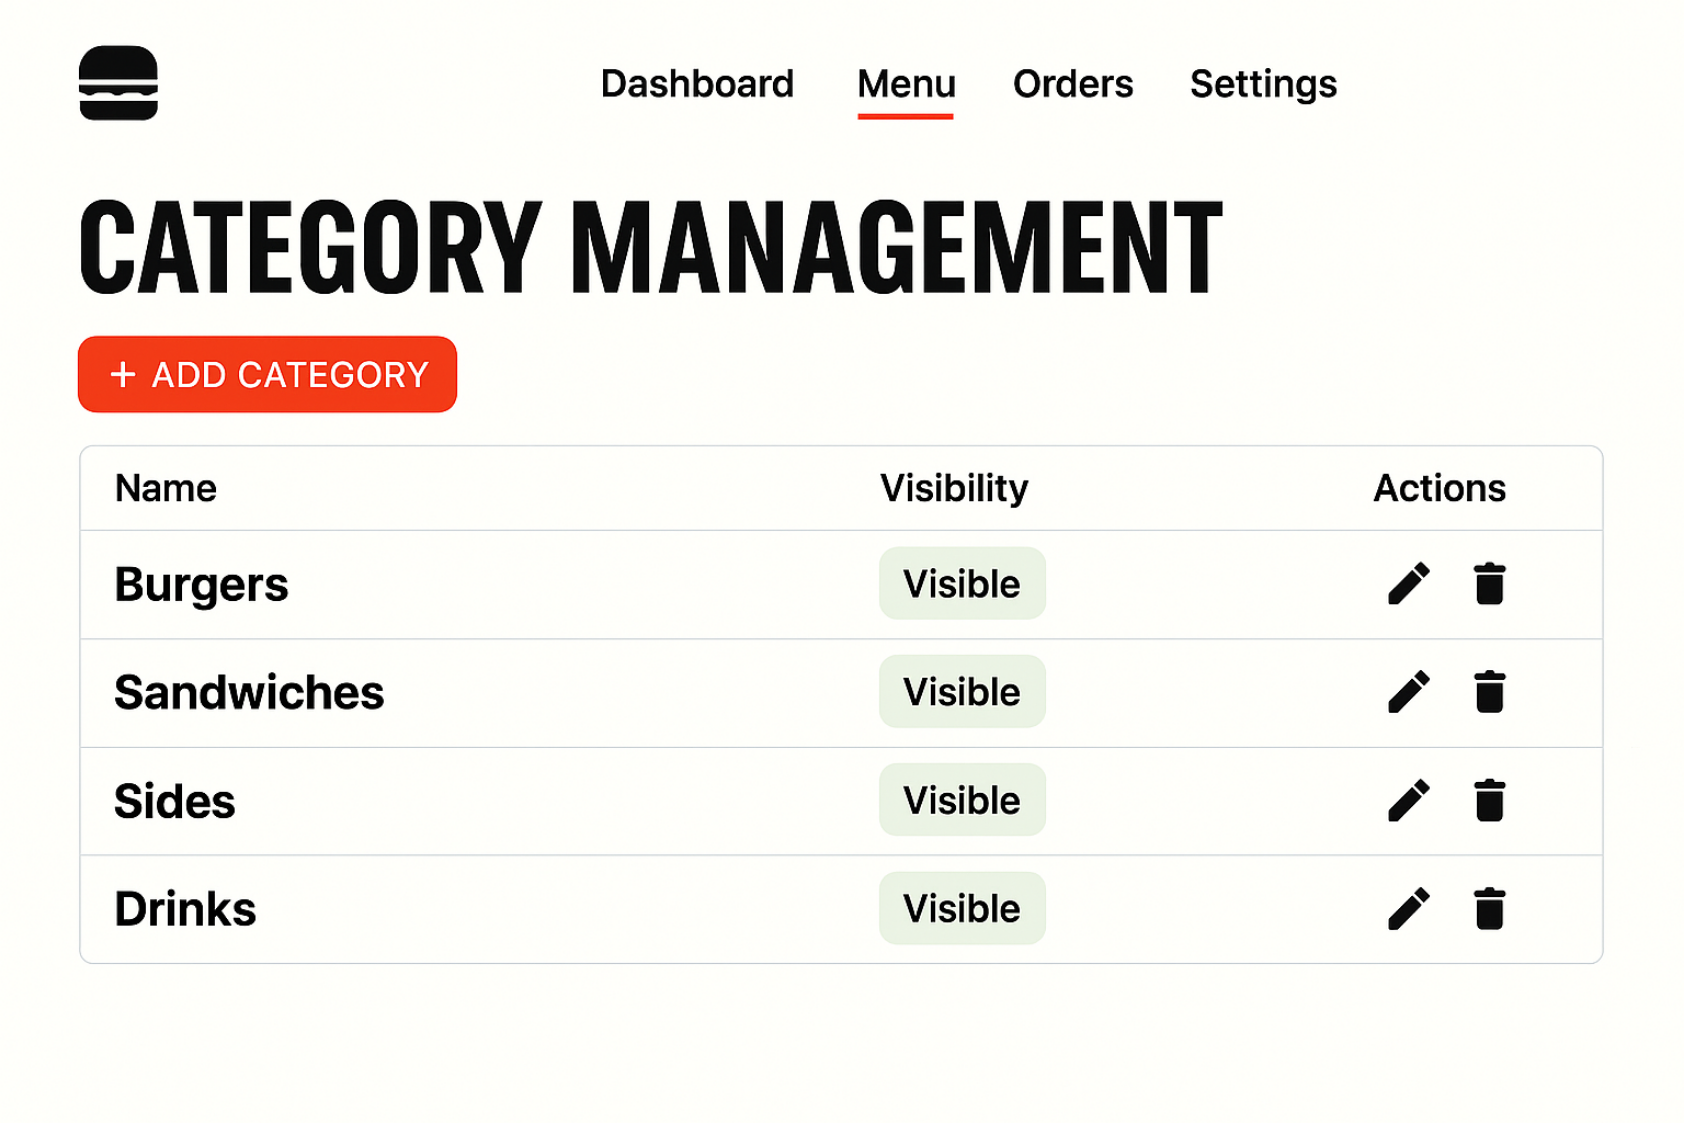 Dashboard Menu Orders Settings
CATEGORY MANAGEMENT
+ ADD CATEGORY
Name Visibility Actions
Burgers Visible
Sandwiches Visible
Sides Visible
Drinks Visible